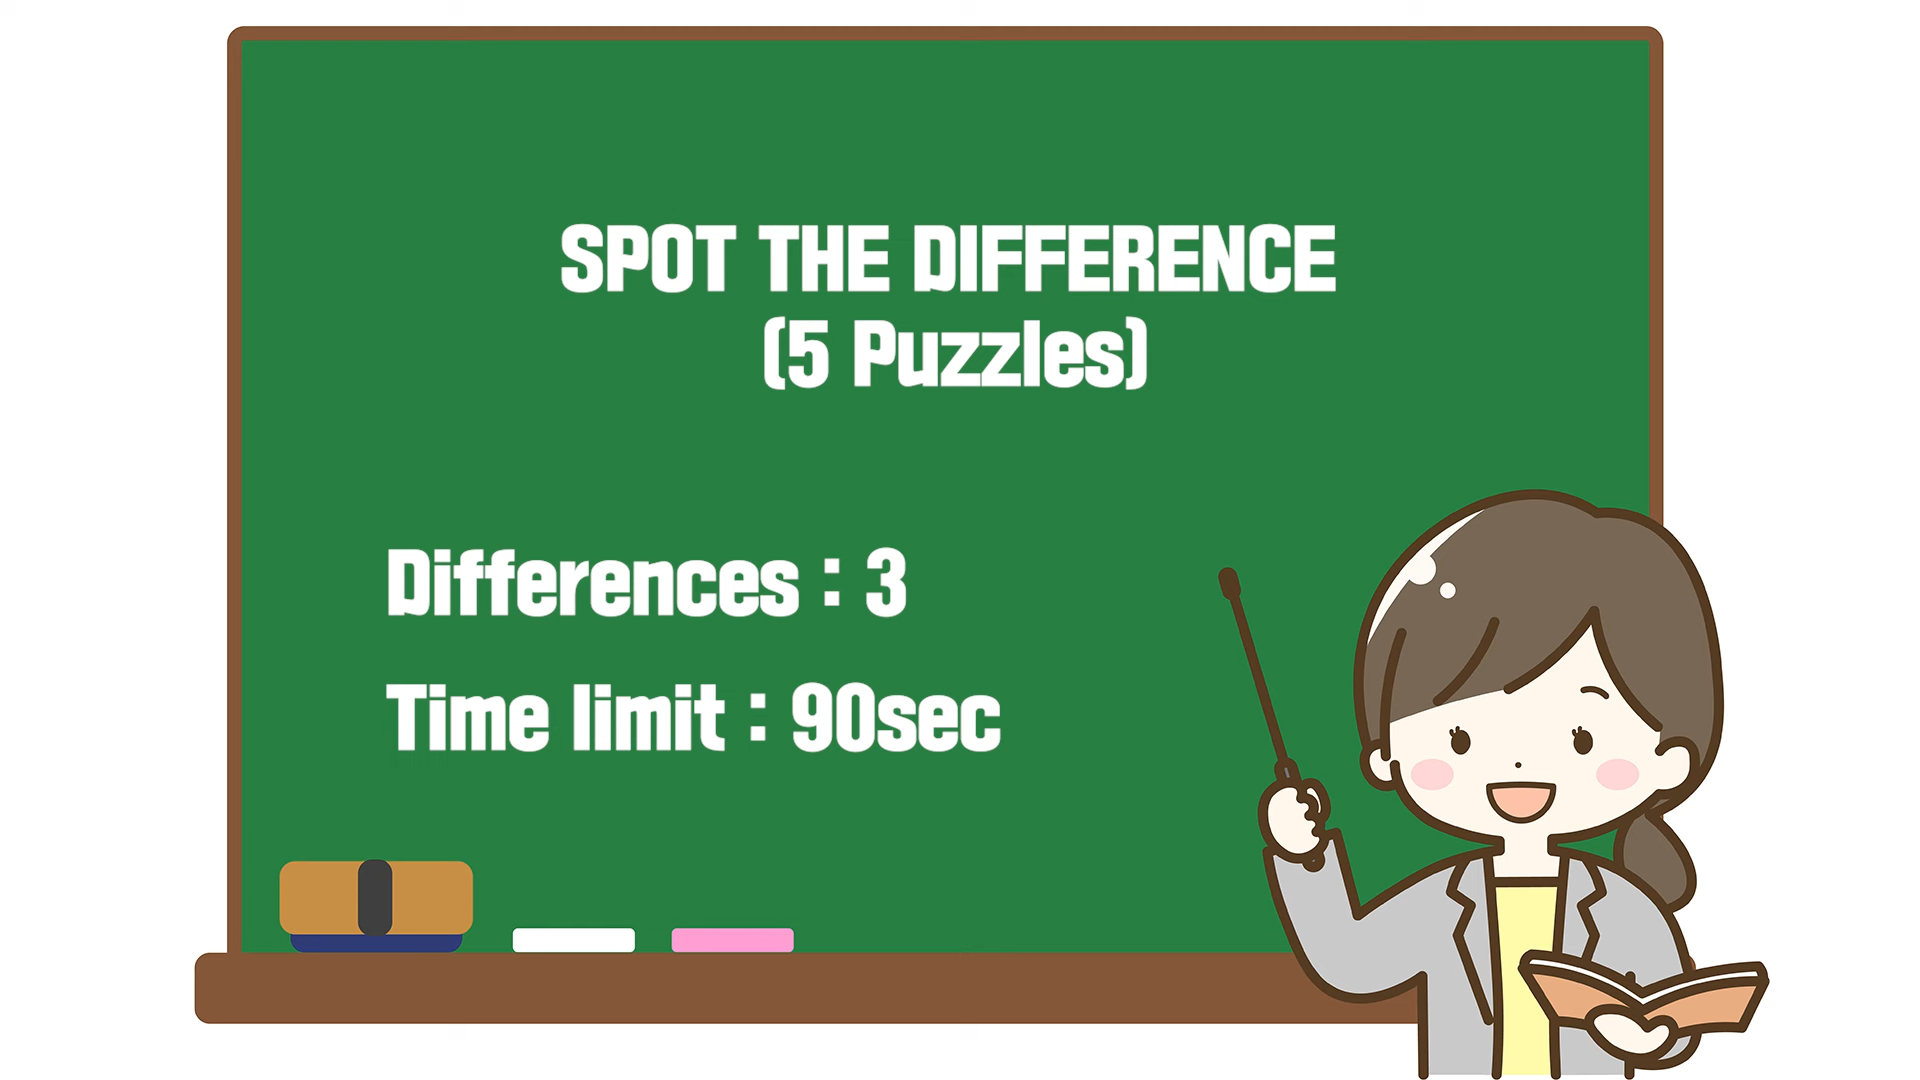 SPOT THE DIFFERENCE
(5 Puzzles)
Differences : 3
Time limit : 90sec